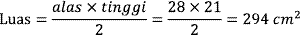 Luas = alas × tinggi / 2 = 28 × 21 / 2 = 294 cm²